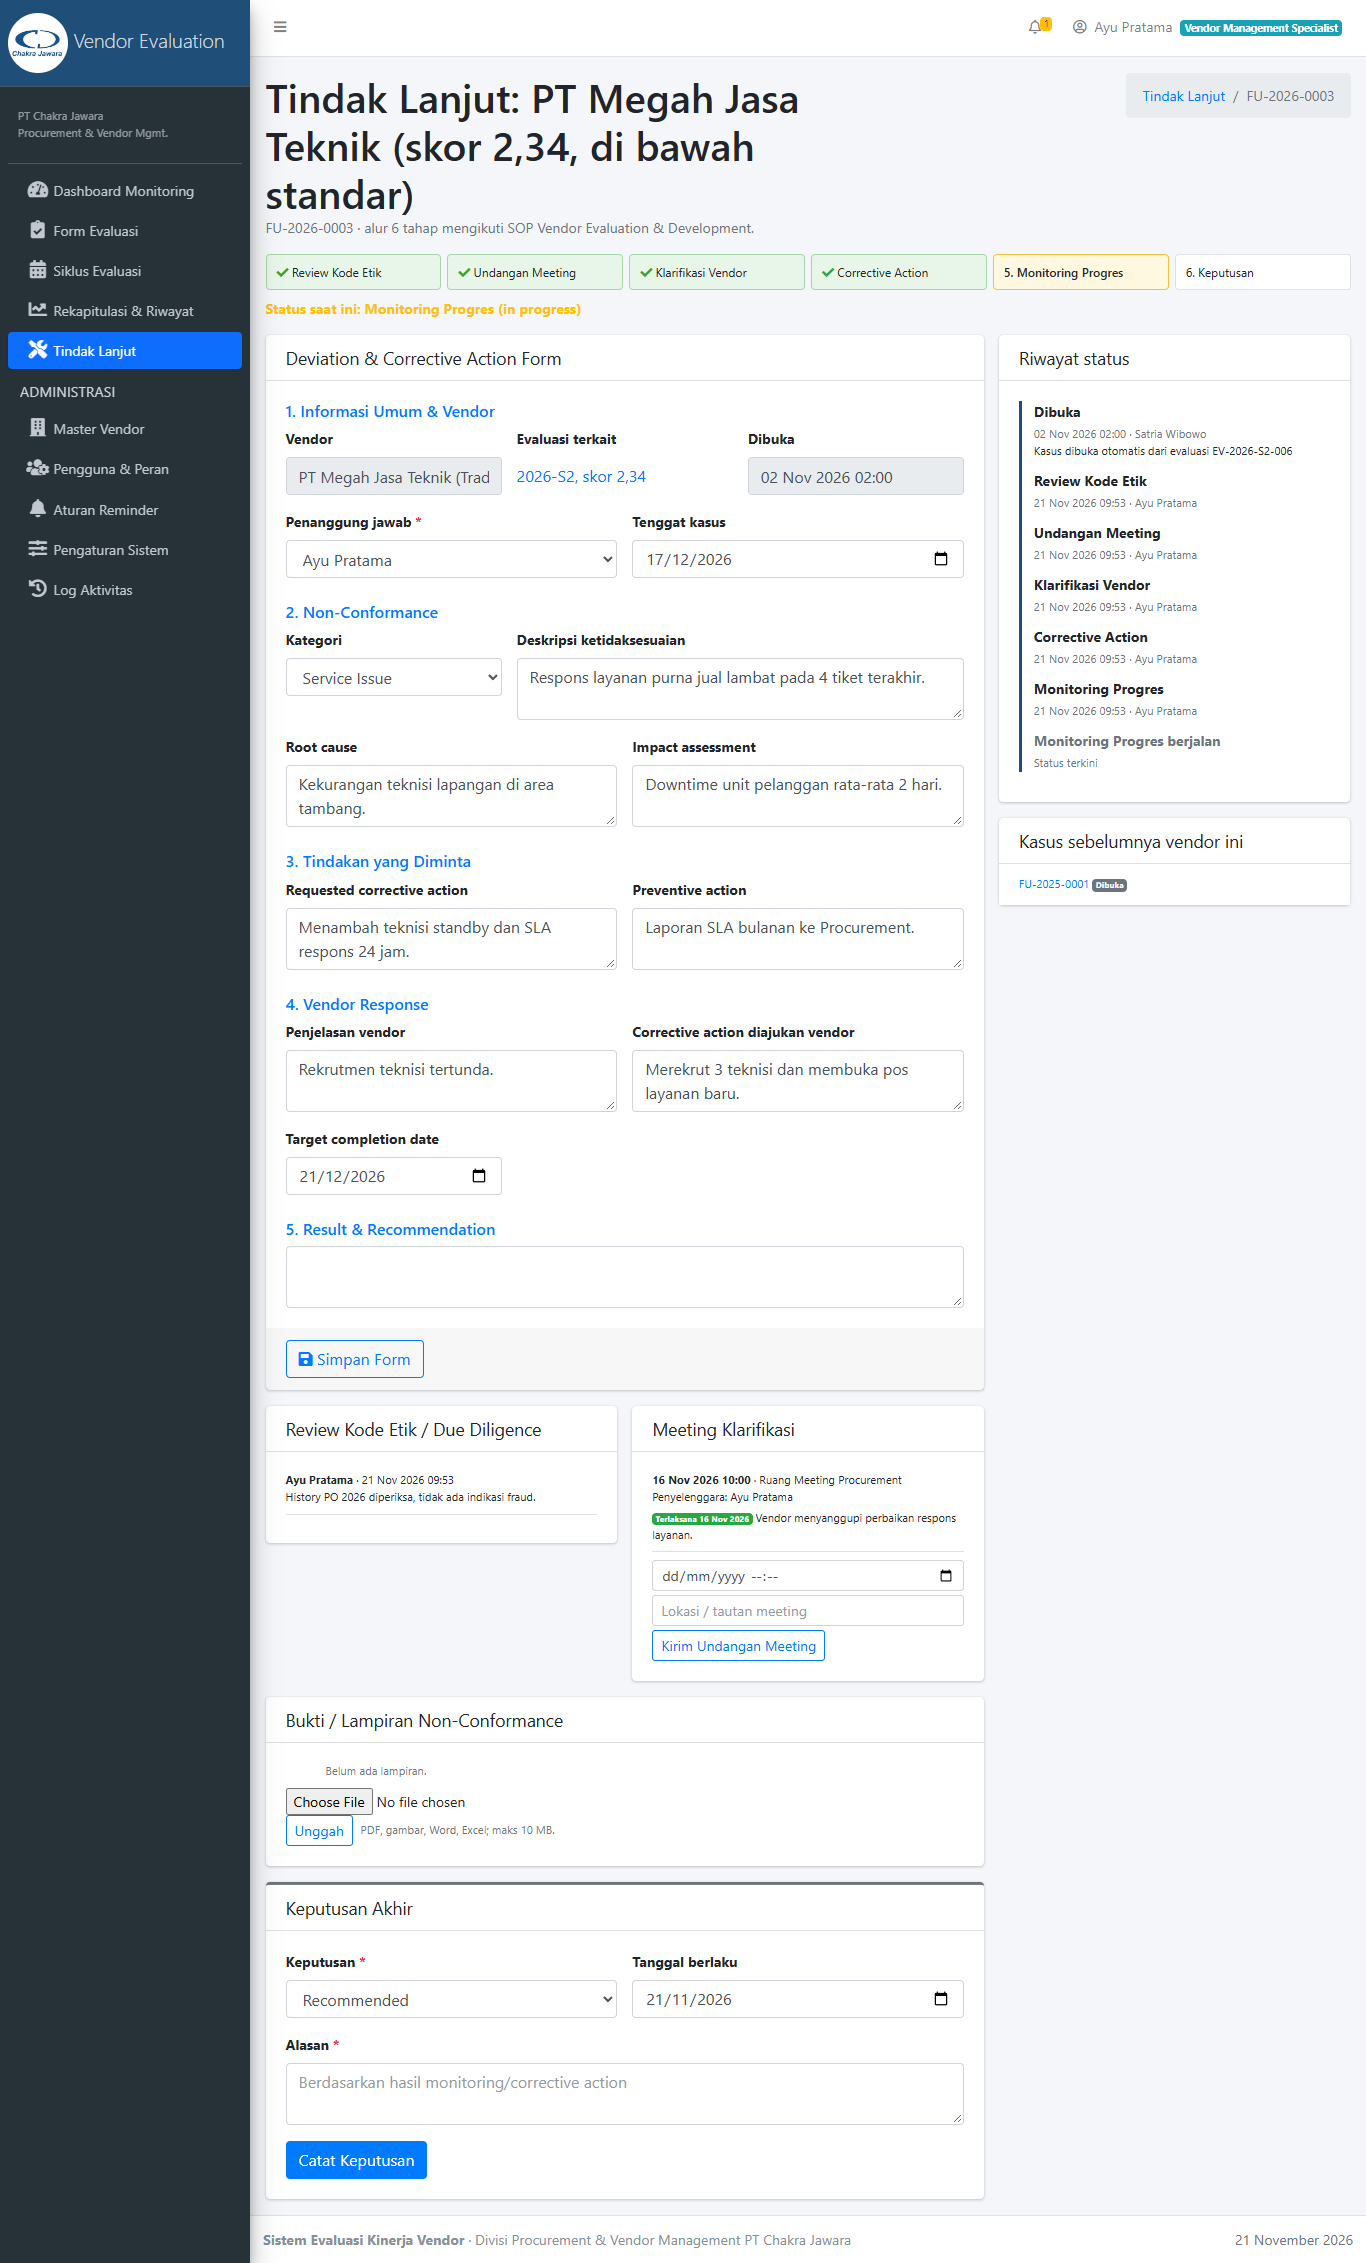 Chakra Jawara
Vendor Evaluation
1
Ayu Pratama
Vendor Management Specialist
PT Chakra Jawara
Procurement & Vendor Mgmt.
Dashboard Monitoring
Form Evaluasi
Siklus Evaluasi
Rekapitulasi & Riwayat
Tindak Lanjut
ADMINISTRASI
Master Vendor
Pengguna & Peran
Aturan Reminder
Pengaturan Sistem
Log Aktivitas
Tindak Lanjut: PT Megah Jasa
Teknik (skor 2,34, di bawah
standar)
Tindak Lanjut / FU-2026-0003
FU-2026-0003 · alur 6 tahap mengikuti SOP Vendor Evaluation & Development.
Review Kode Etik
Undangan Meeting
Klarifikasi Vendor
Corrective Action
5. Monitoring Progres
6. Keputusan
Status saat ini: Monitoring Progres (in progress)
Deviation & Corrective Action Form
1. Informasi Umum & Vendor
Vendor
Evaluasi terkait
Dibuka
PT Megah Jasa Teknik (Trad
2026-S2, skor 2,34
02 Nov 2026 02:00
Penanggung jawab *
Tenggat kasus
Ayu Pratama
17/12/2026
2. Non-Conformance
Kategori
Deskripsi ketidaksesuaian
Service Issue
Respons layanan purna jual lambat pada 4 tiket terakhir.
Root cause
Impact assessment
Kekurangan teknisi lapangan di area
tambang.
Downtime unit pelanggan rata-rata 2 hari.
3. Tindakan yang Diminta
Requested corrective action
Preventive action
Menambah teknisi standby dan SLA
respons 24 jam.
Laporan SLA bulanan ke Procurement.
4. Vendor Response
Penjelasan vendor
Corrective action diajukan vendor
Rekrutmen teknisi tertunda.
Merekrut 3 teknisi dan membuka pos
layanan baru.
Target completion date
21/12/2026
5. Result & Recommendation
Simpan Form
Riwayat status
Dibuka
02 Nov 2026 02:00 · Satria Wibowo
Kasus dibuka otomatis dari evaluasi EV-2026-S2-006
Review Kode Etik
21 Nov 2026 09:53 · Ayu Pratama
Undangan Meeting
21 Nov 2026 09:53 · Ayu Pratama
Klarifikasi Vendor
21 Nov 2026 09:53 · Ayu Pratama
Corrective Action
21 Nov 2026 09:53 · Ayu Pratama
Monitoring Progres
21 Nov 2026 09:53 · Ayu Pratama
Monitoring Progres berjalan
Status terkini
Kasus sebelumnya vendor ini
FU-2025-0001 Dibuka
Review Kode Etik / Due Diligence
Ayu Pratama · 21 Nov 2026 09:53
History PO 2026 diperiksa, tidak ada indikasi fraud.
Meeting Klarifikasi
16 Nov 2026 10:00 · Ruang Meeting Procurement
Penyelenggara: Ayu Pratama
Terlaksana 16 Nov 2026 Vendor menyanggupi perbaikan respons
layanan.
dd/mm/yyyy --:--
Lokasi / tautan meeting
Kirim Undangan Meeting
Bukti / Lampiran Non-Conformance
Belum ada lampiran.
Choose File No file chosen
Unggah PDF, gambar, Word, Excel; maks 10 MB.
Keputusan Akhir
Keputusan *
Tanggal berlaku
Recommended
21/11/2026
Alasan *
Berdasarkan hasil monitoring/corrective action
Catat Keputusan
Sistem Evaluasi Kinerja Vendor · Divisi Procurement & Vendor Management PT Chakra Jawara
21 November 2026